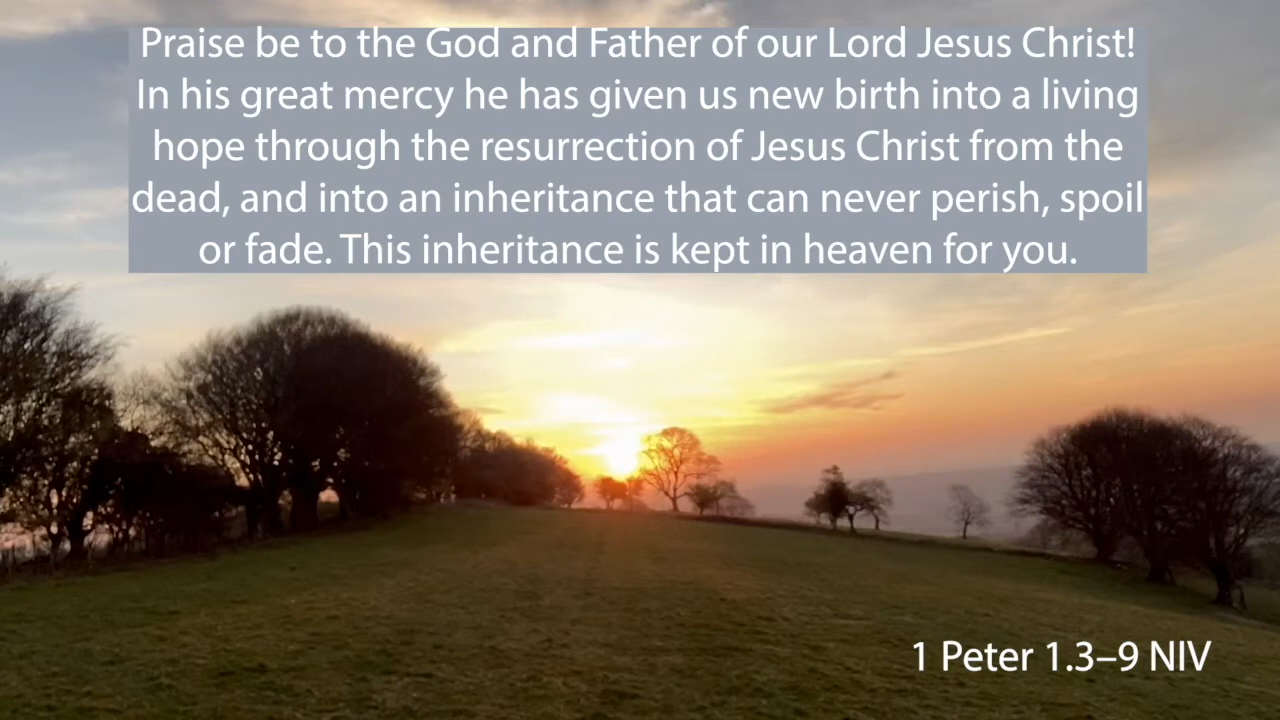 Praise be to the God and Father of our Lord Jesus Christ!
In his great mercy he has given us new birth into a living
hope through the resurrection of Jesus Christ from the
dead, and into an inheritance that can never perish, spoil
or fade. This inheritance is kept in heaven for you.
1 Peter 1.3–9 NIV